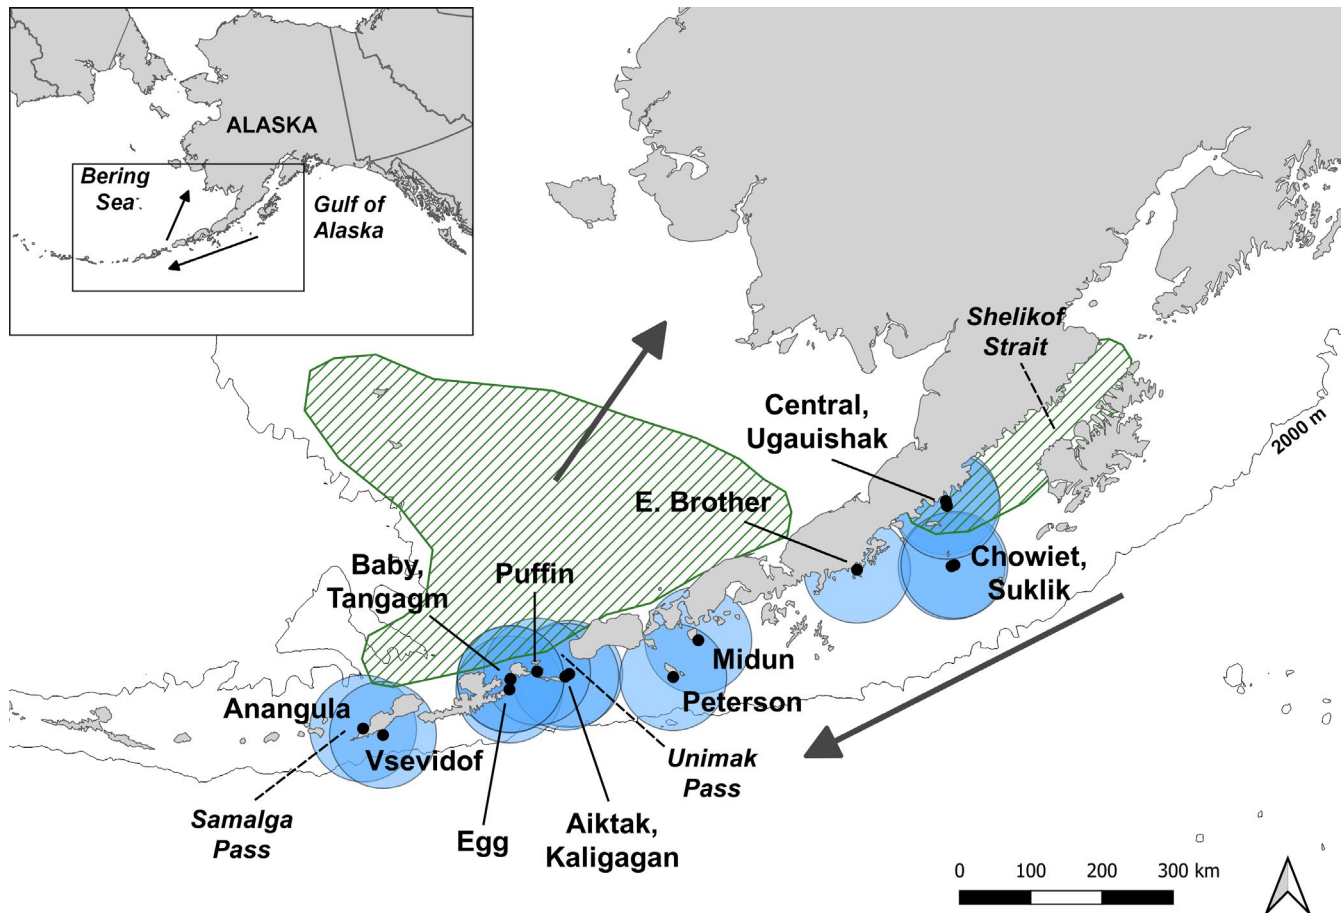 ALASKA
Bering
Sea
Gulf of
Alaska
Shelikof
Strait
2000 m
Central,
Ugauishak
E. Brother
Chowiet,
Suklik
Baby,
Tangagm
Puffin
Midun
Peterson
Anangula
Vsevidof
Unimak
Pass
Samalga
Pass
Egg
Aiktak,
Kaligagan
0 100 200 300 km